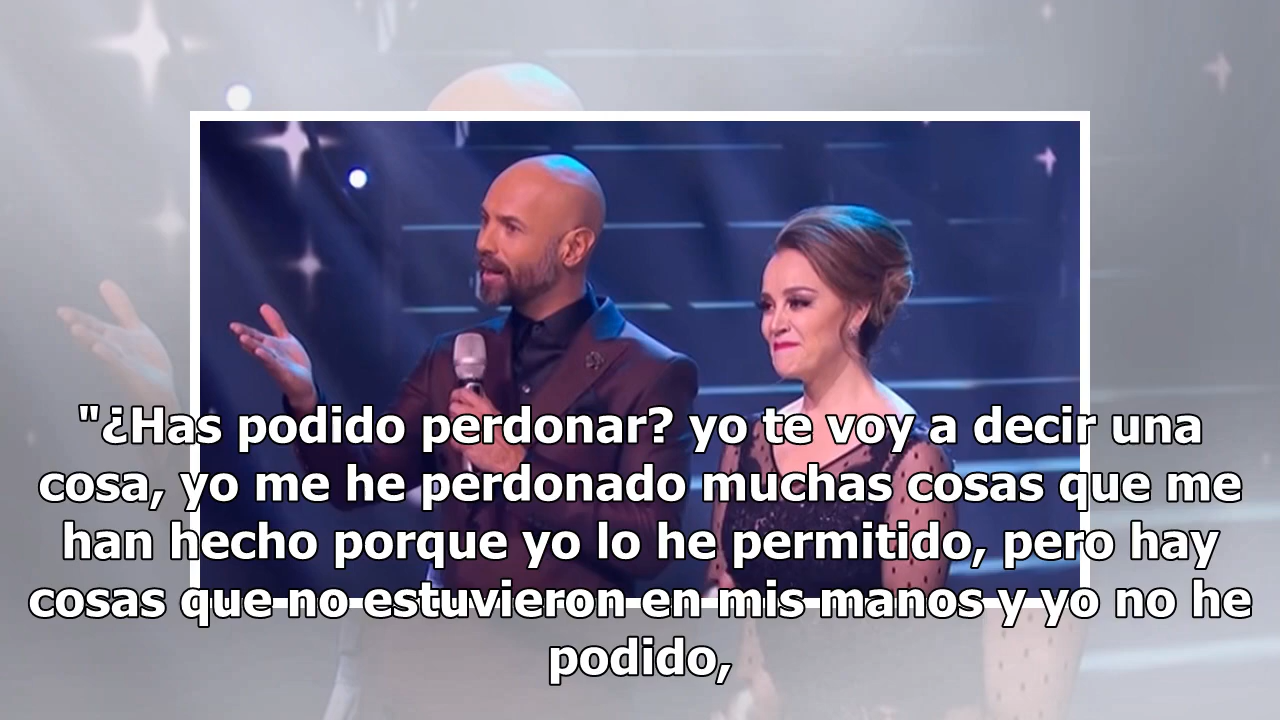 "¿Has podido perdonar? yo te voy a decir una
cosa, yo me he perdonado muchas cosas que me
han hecho porque yo lo he permitido, pero hay
cosas que no estuvieron en mis manos y yo no he
podido,